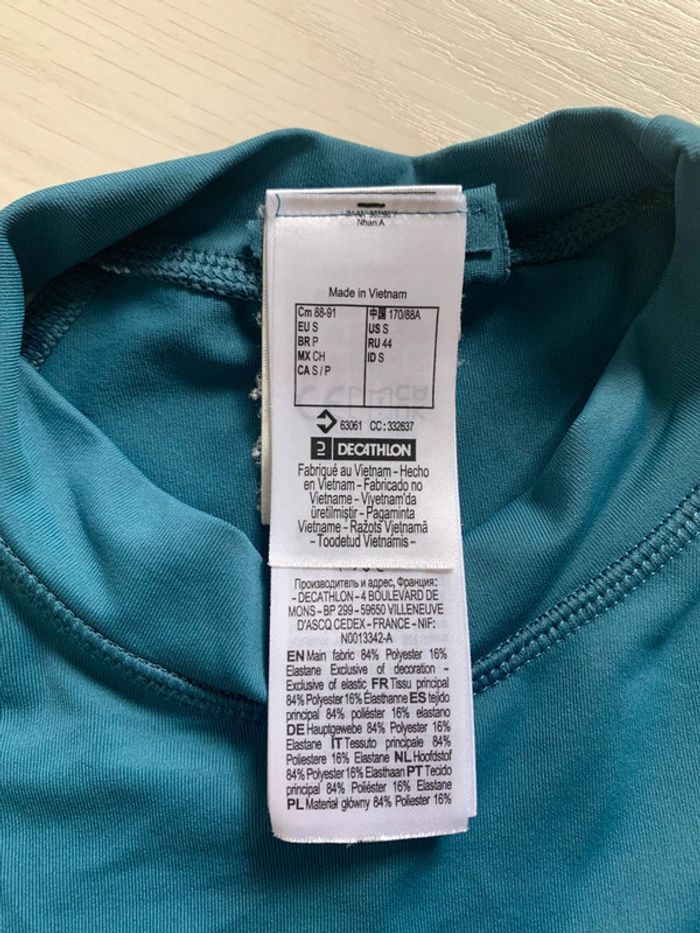 Nhan A
Made in Vietnam
Cm 88-91 中国 170/88A
EU S US S
BR P RU 44
MX CH ID S
CA S / P
63061 CC : 332637
DECATHLON
Fabriqué au Vietnam – Hecho
en Vietnam – Fabricado no
Vietname – Viyetnam'da
üretilmiştir – Pagaminta
Vietname – Ražots Vjetnamā
– Toodetud Vietnamis –
Производитель и адрес, Франция:
- DECATHLON – 4 BOULEVARD DE
MONS – BP 299 – 59650 VILLENEUVE
D'ASCQ CEDEX – FRANCE – NIF:
N0013342-A
EN Main fabric 84% Polyester 16%
Elastane Exclusive of decoration -
Exclusive of elastic FR Tissu principal
84% Polyester 16% Élasthanne ES tejido
principal 84% poliéster 16% elastano
DE Hauptgewebe 84% Polyester 16%
Elastane IT Tessuto principale 84%
Poliestere 16% Elastane NL Hoofdstof
84% Polyester 16% Elasthaan PT Tecido
principal 84% Poliéster 16% Elastane
PL Materiał główny 84% Poliester 16%